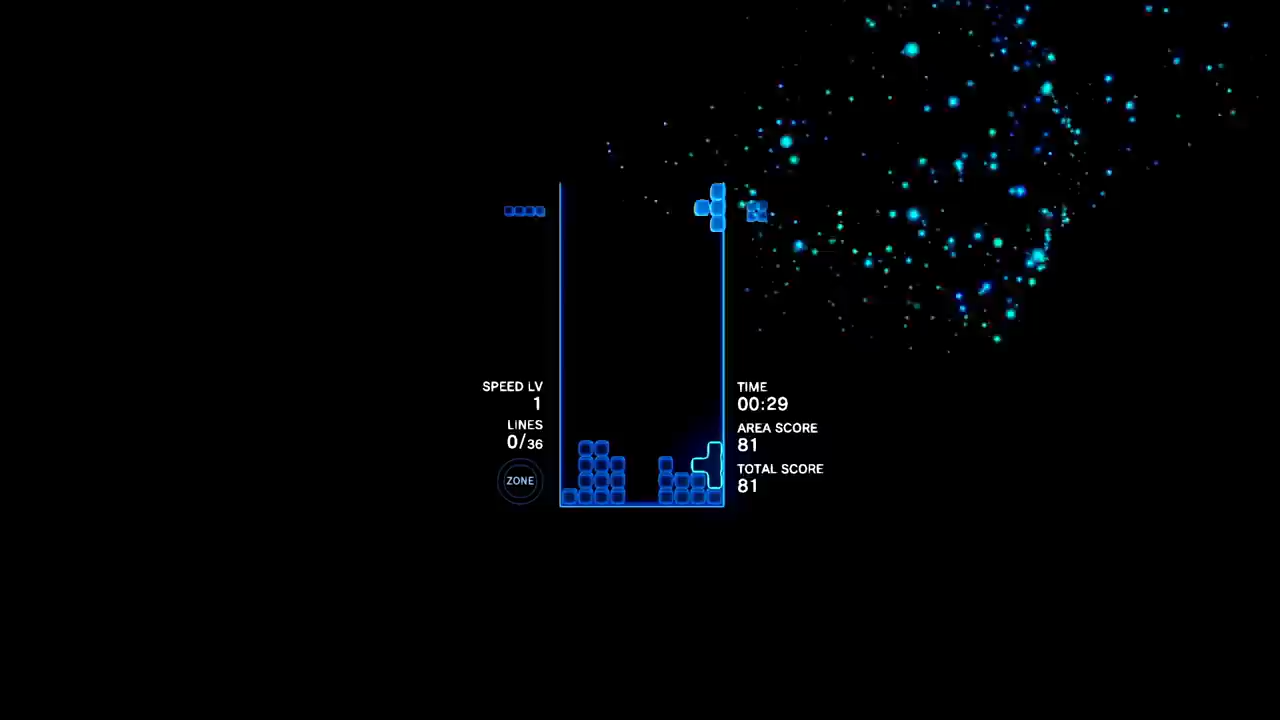 SPEED LV
1
LINES
0/36
ZONE
TIME
00:29
AREA SCORE
81
TOTAL SCORE
81